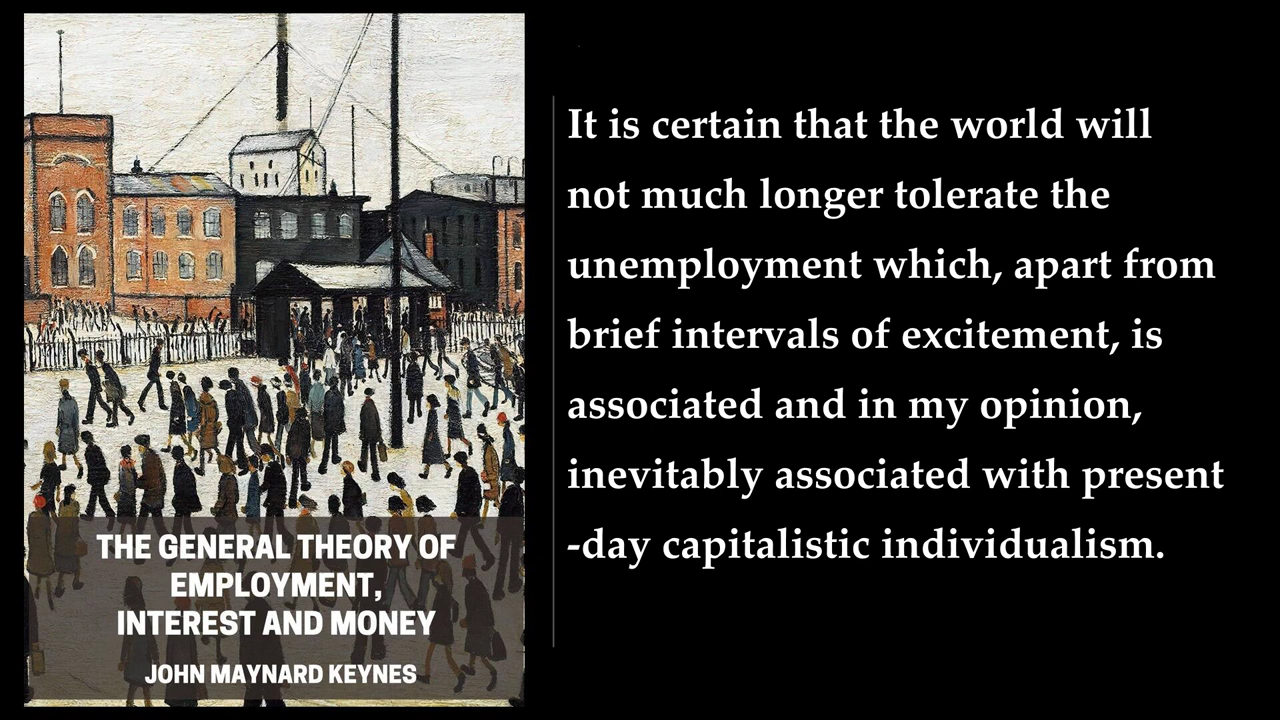 THE GENERAL THEORY OF
EMPLOYMENT,
INTEREST AND MONEY
JOHN MAYNARD KEYNES
It is certain that the world will
not much longer tolerate the
unemployment which, apart from
brief intervals of excitement, is
associated and in my opinion,
inevitably associated with present
-day capitalistic individualism.